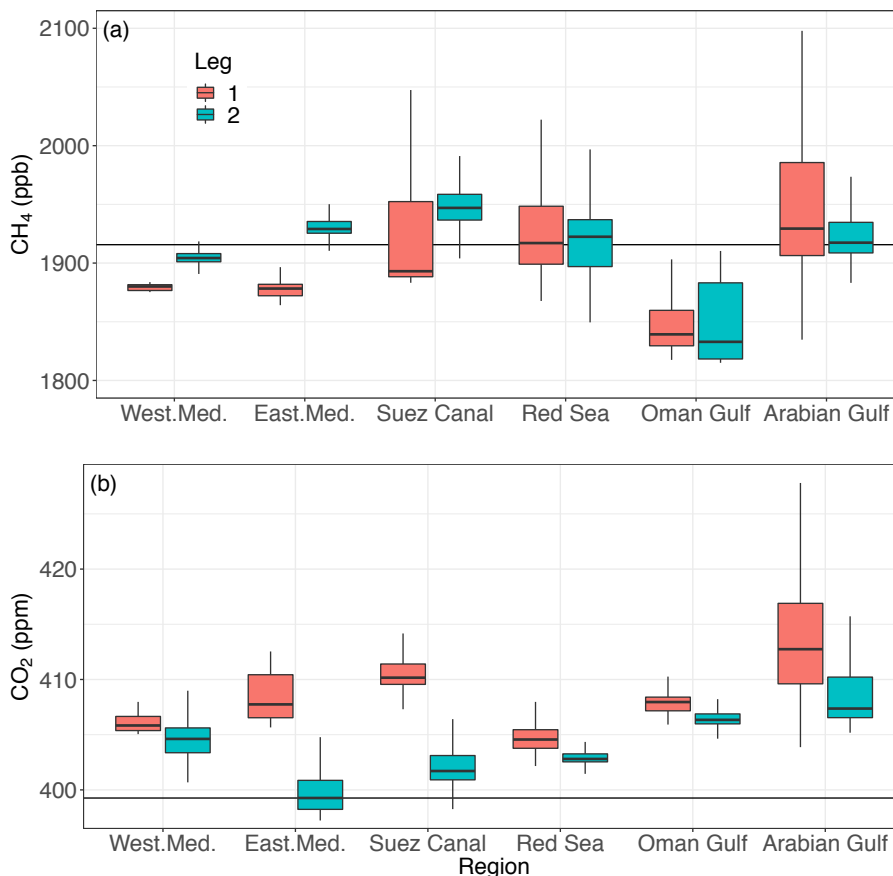 (a)
Leg
1
2
CH₄ (ppb)
2100
2000
1900
1800
West.Med. East.Med. Suez Canal Red Sea Oman Gulf Arabian Gulf
(b)
CO₂ (ppm)
420
410
400
West.Med. East.Med. Suez Canal Red Sea Oman Gulf Arabian Gulf
Region